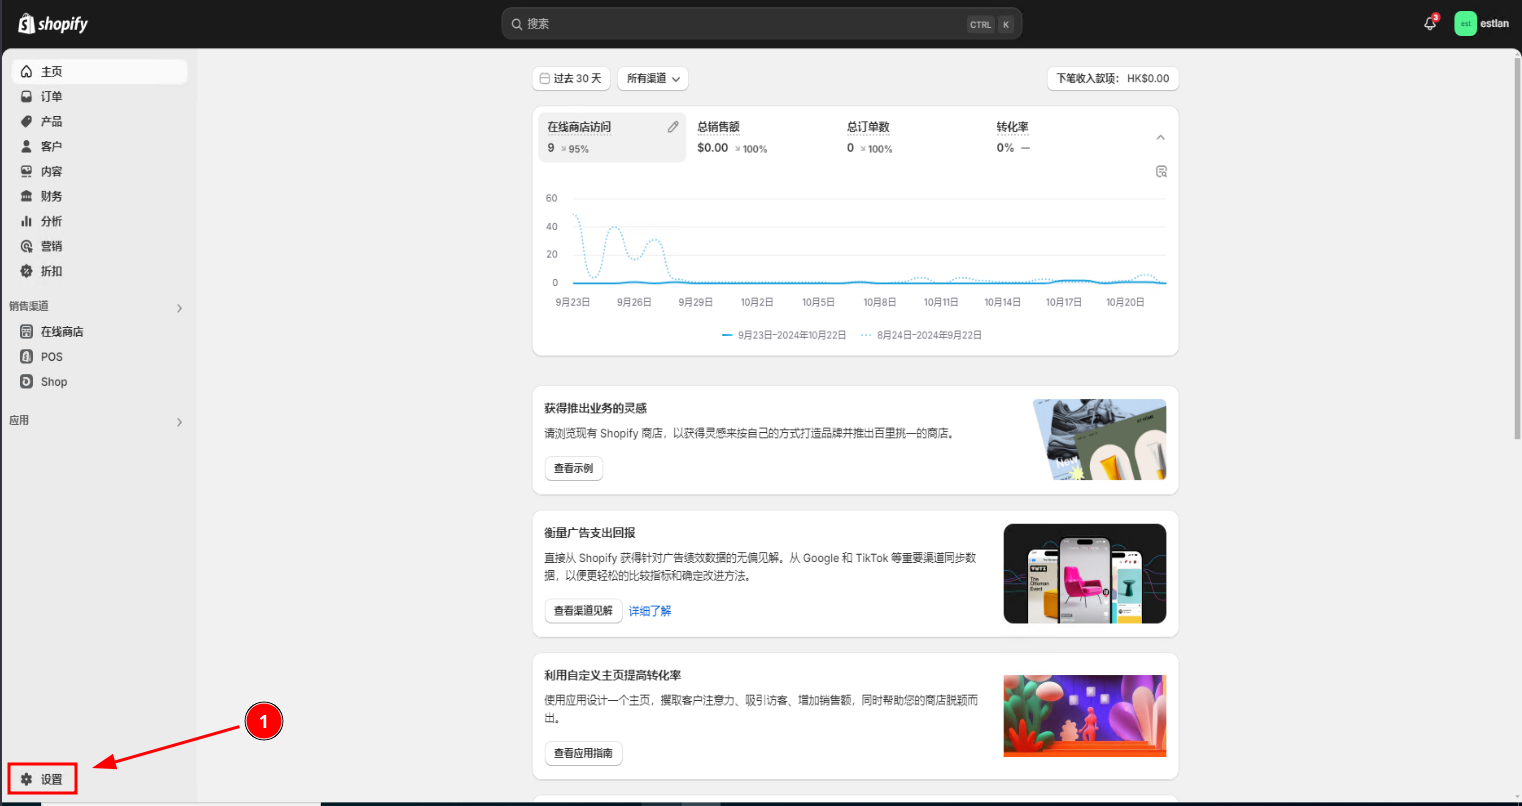 shopify
搜索
CTRL K
3
est
estlan
主页
订单
产品
客户
内容
财务
分析
营销
折扣
销售渠道
在线商店
POS
Shop
应用
设置
1
过去 30 天
所有渠道
下笔收入款项： HK$0.00
在线商店访问
9 95%
总销售额
$0.00 100%
总订单数
0 100%
转化率
0% —
60
40
20
0
9月23日 9月26日 9月29日 10月2日 10月5日 10月8日 10月11日 10月14日 10月17日 10月20日
9月23日–2024年10月22日 8月24日–2024年9月22日
获得推出业务的灵感
请浏览现有 Shopify 商店，以获得灵感来按自己的方式打造品牌并推出百里挑一的商店。
查看示例
New
衡量广告支出回报
直接从 Shopify 获得针对广告绩效数据的无偏见解。从 Google 和 TikTok 等重要渠道同步数
据，以便更轻松的比较指标和确定改进方法。
查看渠道见解 详细了解
The
Ottoman
Event
利用自定义主页提高转化率
使用应用设计一个主页，攫取客户注意力、吸引访客、增加销售额，同时帮助您的商店脱颖而
出。
查看应用指南